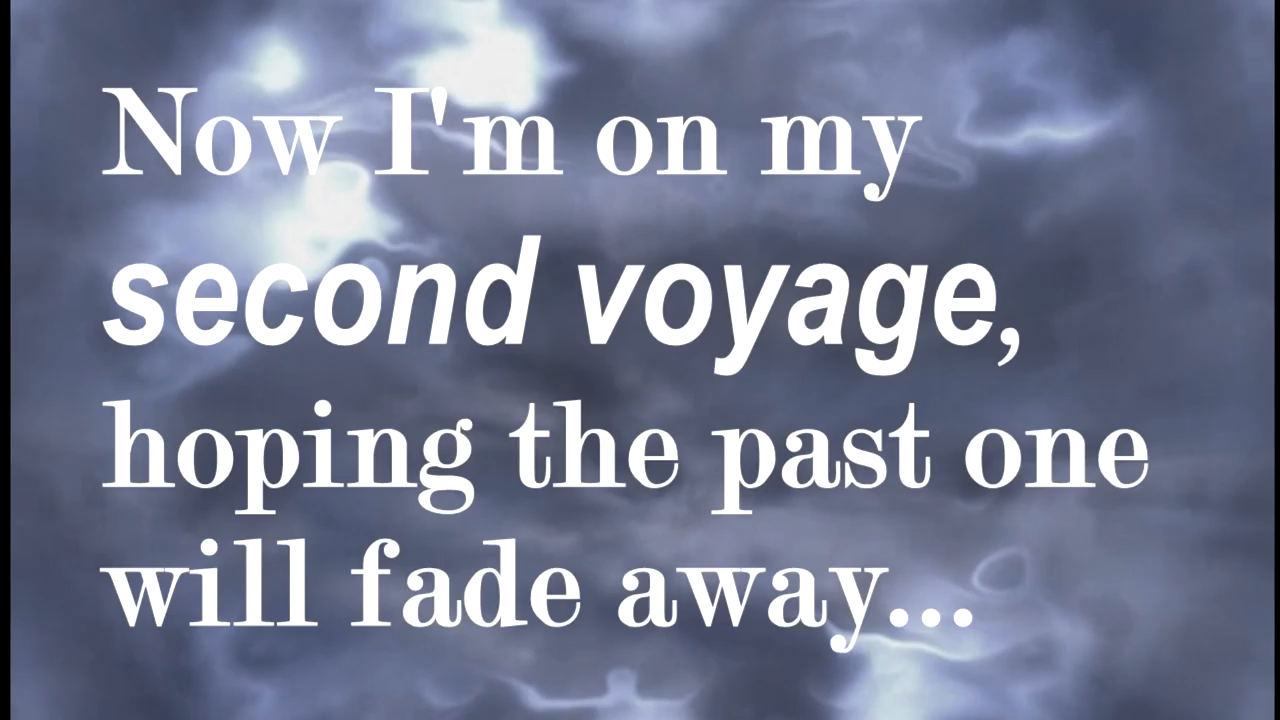 Now I'm on my
second voyage,
hoping the past one
will fade away...